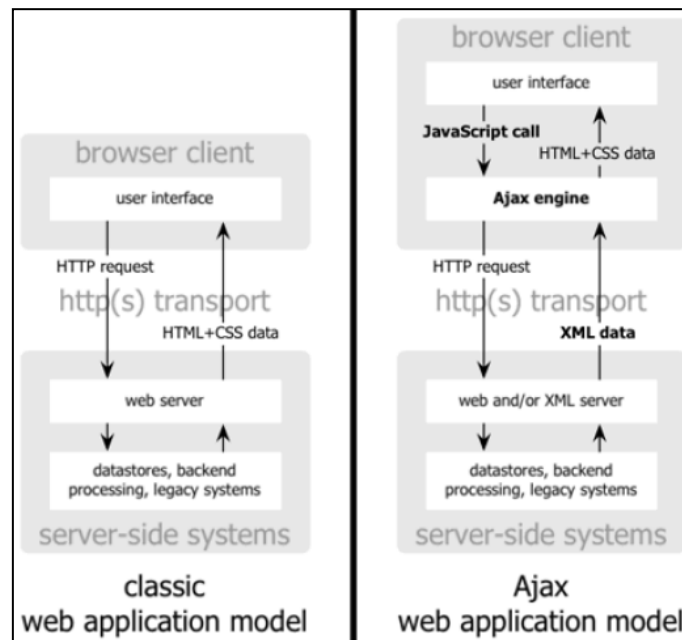 browser client
user interface
HTTP request
http(s) transport
HTML+CSS data
web server
datastores, backend
processing, legacy systems
server-side systems
classic
web application model
browser client
user interface
JavaScript call
HTML+CSS data
Ajax engine
HTTP request
http(s) transport
XML data
web and/or XML server
datastores, backend
processing, legacy systems
server-side systems
Ajax
web application model